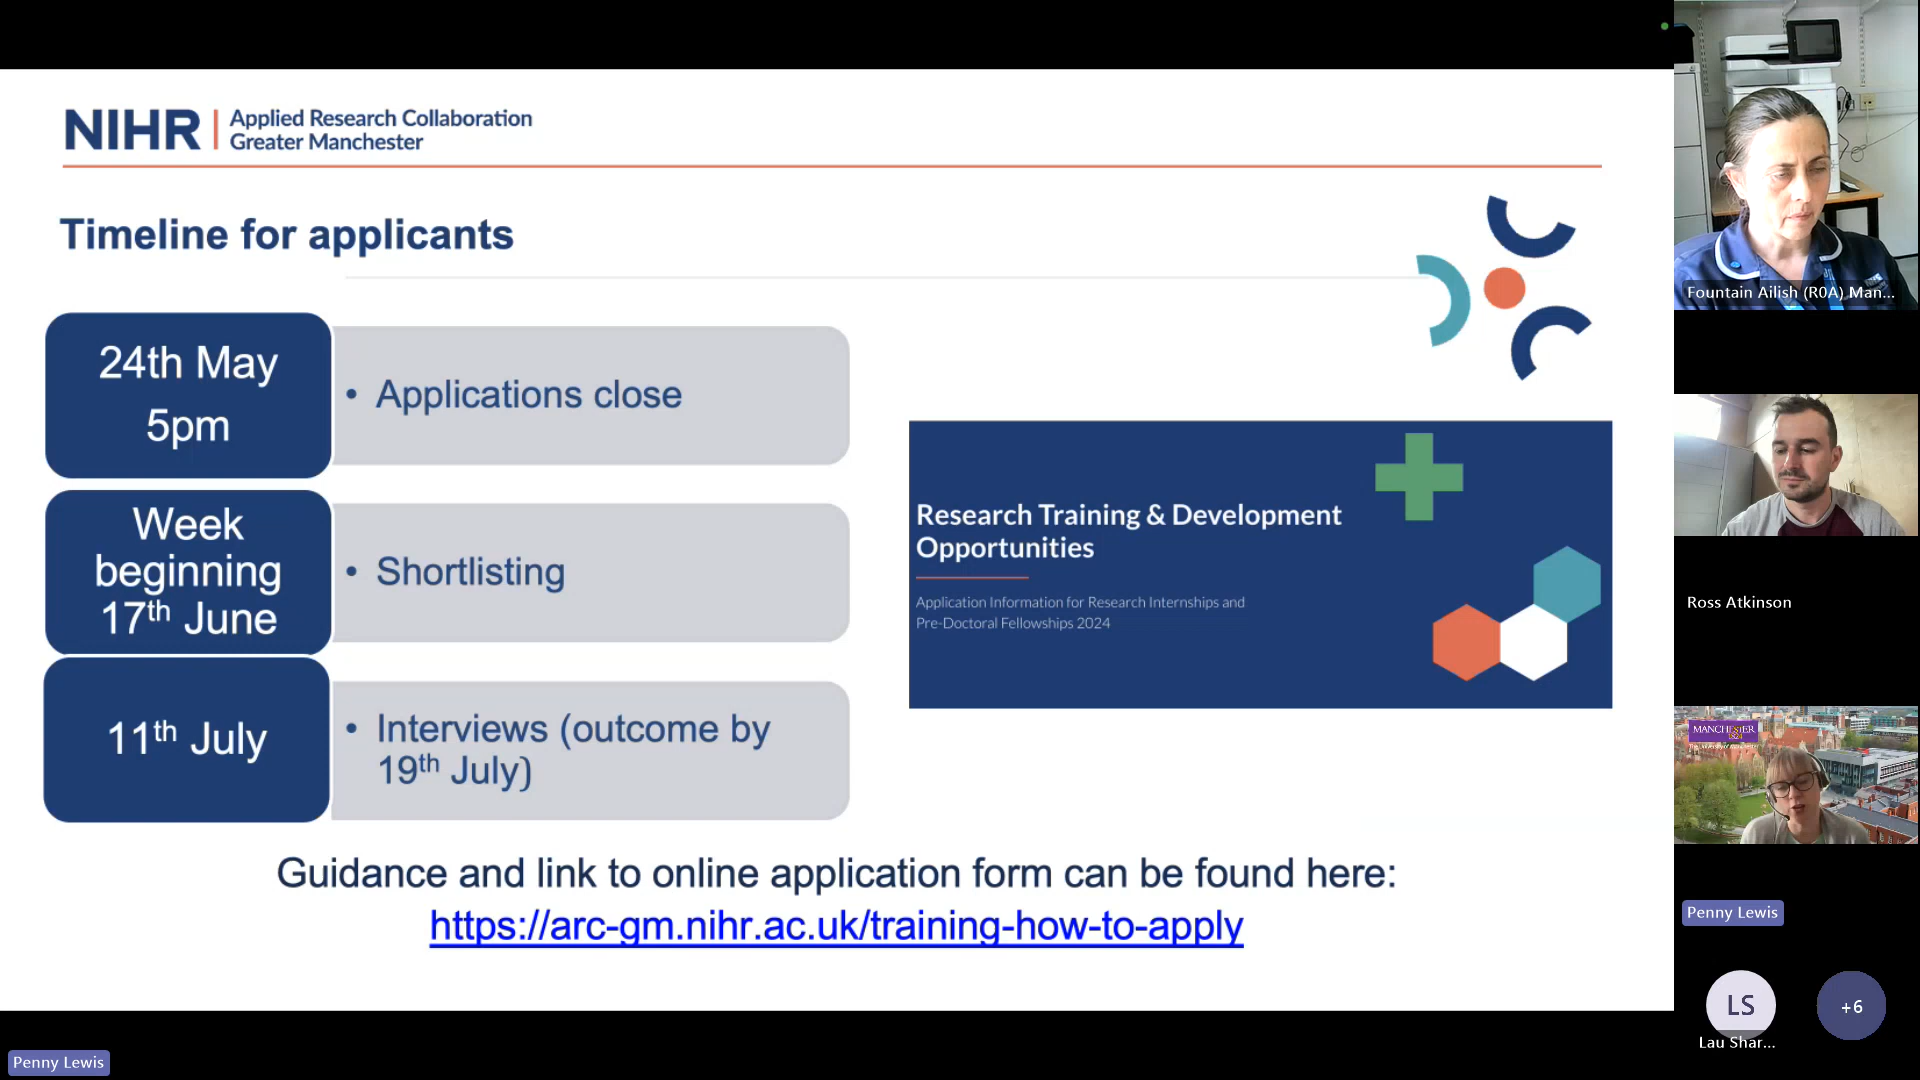 NIHR | Applied Research Collaboration
Greater Manchester
Timeline for applicants
24th May
5pm
• Applications close
Week
beginning
17th June
• Shortlisting
11th July
• Interviews (outcome by
19th July)
Research Training & Development
Opportunities
Application Information for Research Internships and
Pre-Doctoral Fellowships 2024
Guidance and link to online application form can be found here:
https://arc-gm.nihr.ac.uk/training-how-to-apply
Fountain Ailish (R0A) Man...
Ross Atkinson
MANCHESTER
1824
Penny Lewis
LS
Lau Shar...
+6
Penny Lewis